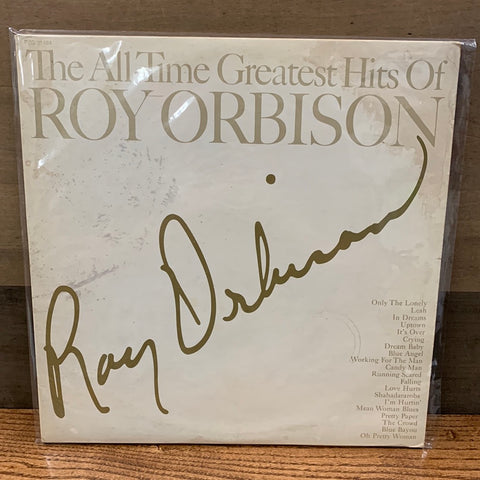 The All-Time Greatest Hits Of
ROY ORBISON
Roy Orbison
Only The Lonely
Leah
In Dreams
Uptown
It's Over
Crying
Dream Baby
Blue Angel
Working For The Man
Candy Man
Running Scared
Falling
Love Hurts
Shahadaroba
I'm Hurtin'
Mean Woman Blues
Pretty Paper
The Crowd
Blue Bayou
Oh Pretty Woman